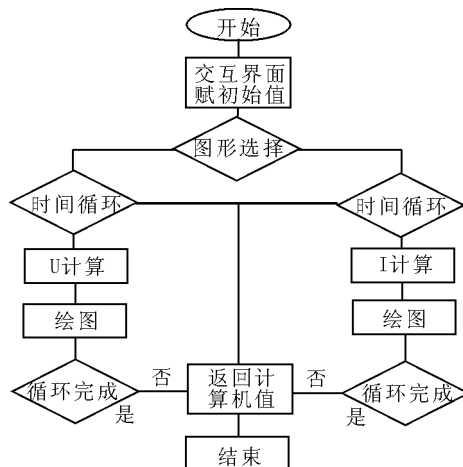 开始
交互界面
赋初始值
图形选择
时间循环
时间循环
U计算
I计算
绘图
绘图
循环完成
否
返回计
算机值
否
循环完成
是
是
结束